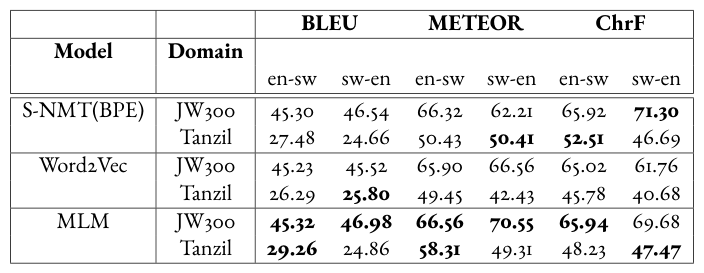 BLEU METEOR ChrF
Model Domain
en-sw sw-en en-sw sw-en en-sw sw-en
S-NMT(BPE) JW300 45.30 46.54 66.32 62.21 65.92 71.30
Tanzil 27.48 24.66 50.43 50.41 52.51 46.69
Word2Vec JW300 45.23 45.52 65.90 66.56 65.02 61.76
Tanzil 26.29 25.80 49.45 42.43 45.78 40.68
MLM JW300 45.32 46.98 66.56 70.55 65.94 69.68
Tanzil 29.26 24.86 58.31 49.31 48.23 47.47